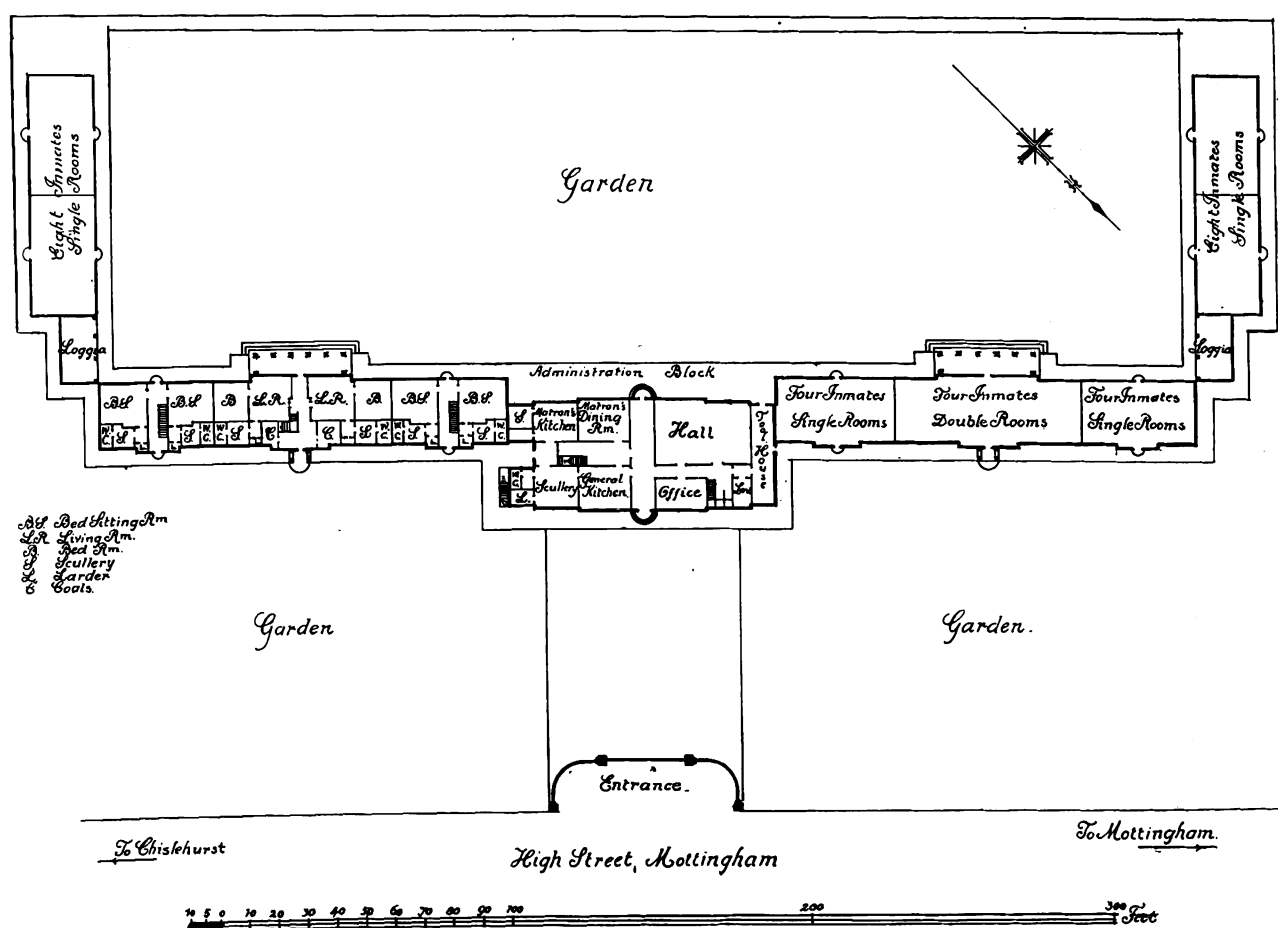 Garden
Eight Inmates
Single Rooms
Eight Inmates
Single Rooms
Loggia
Loggia
Administration Block
B.S.
B.S.
B
L.R.
L.R.
B.
B.S.
B.S.
W.C.
S
L
L
S
W.C.
W.C.
S
C
C
S
W.C.
W.C.
S
L
L
S
W.C.
S.
Matron's
Kitchen
Matron's
Dining
Rm.
Hall
Tool House
Four Inmates
Single Rooms
Four Inmates
Double Rooms
Four Inmates
Single Rooms
W.C.
L.
Scullery
General
Kitchen
Office
B.S. Bed Sitting Rm
L.R. Living Rm.
B. Bed Rm.
S Scullery
L Larder
C Coals.
Garden
Garden.
Entrance.
To Chislehurst
To Mottingham.
High Street, Mottingham
10 5 0 10 20 30 40 50 60 70 80 90 100 200 300 Feet